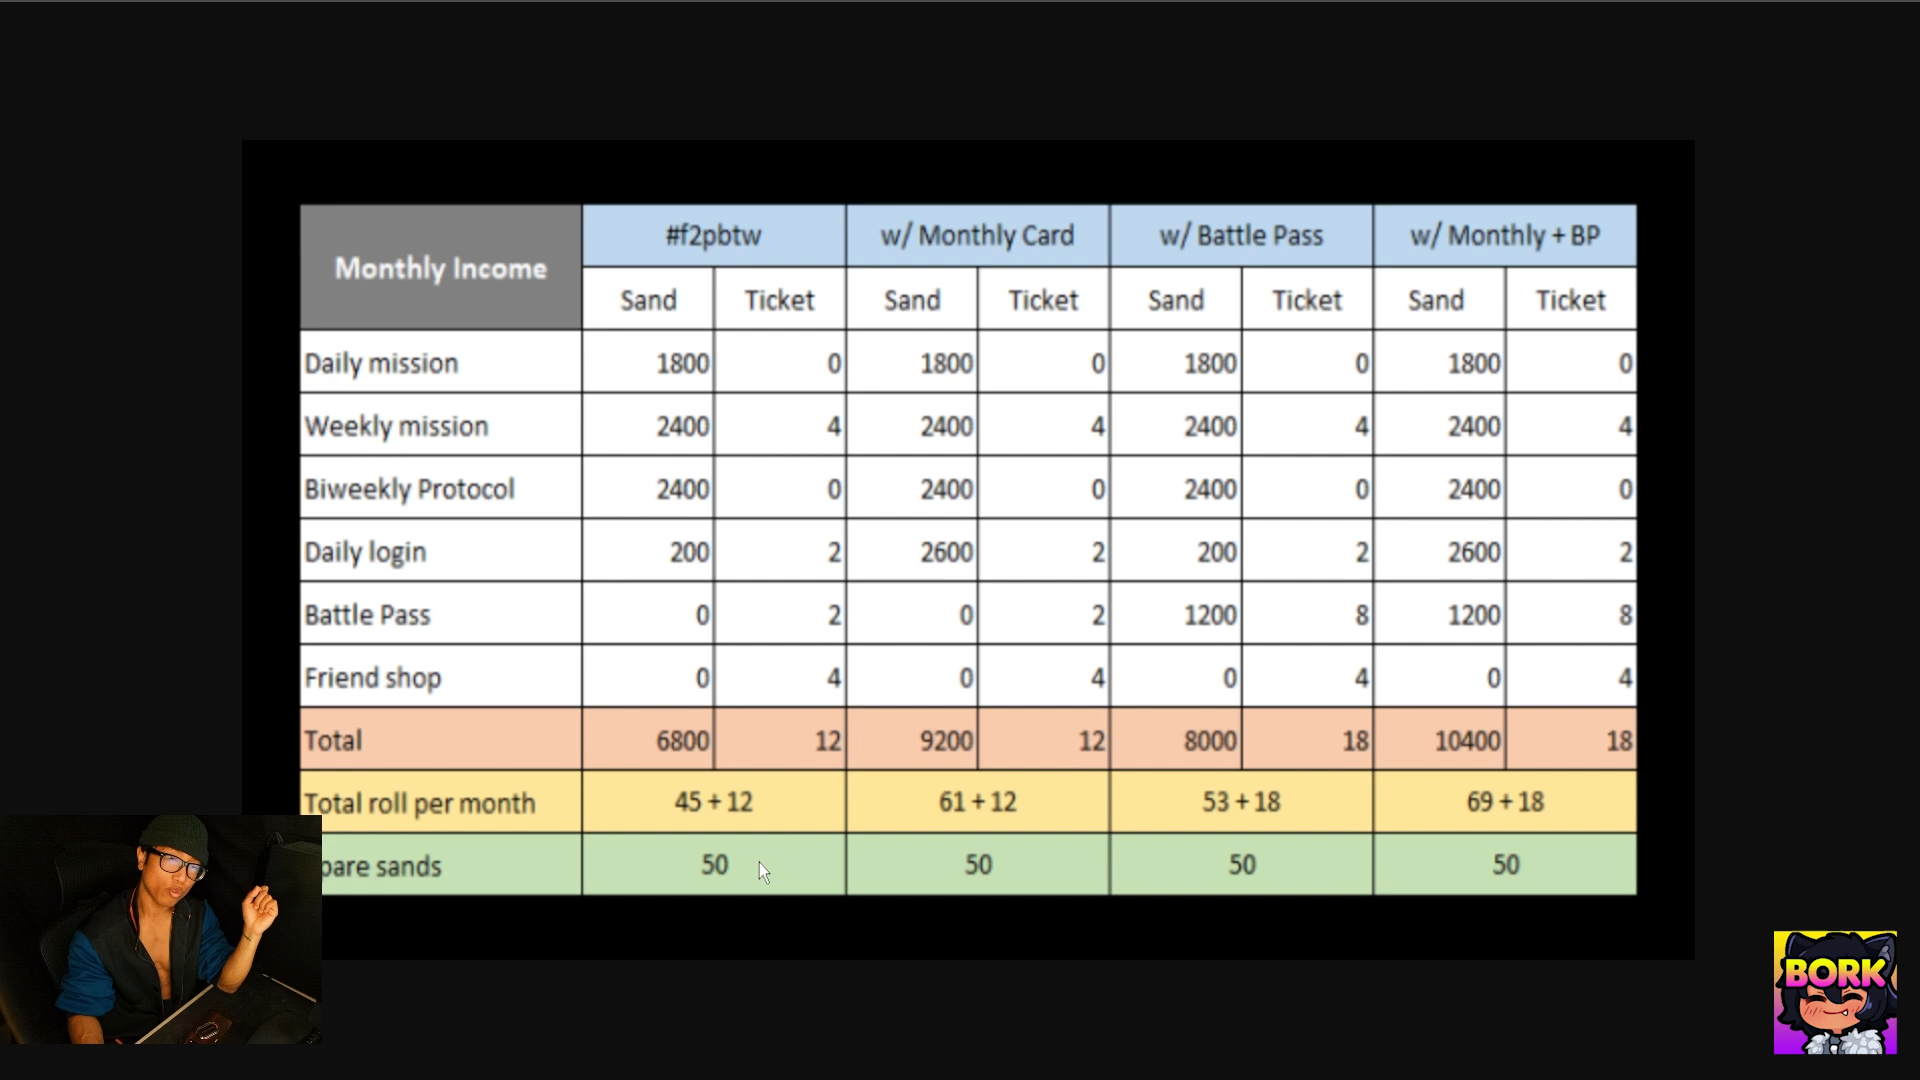 Monthly Income #f2pbtw w/ Monthly Card w/ Battle Pass w/ Monthly + BP
Sand Ticket Sand Ticket Sand Ticket Sand Ticket
Daily mission 1800 0 1800 0 1800 0 1800 0
Weekly mission 2400 4 2400 4 2400 4 2400 4
Biweekly Protocol 2400 0 2400 0 2400 0 2400 0
Daily login 200 2 2600 2 200 2 2600 2
Battle Pass 0 2 0 2 1200 8 1200 8
Friend shop 0 4 0 4 0 4 0 4
Total 6800 12 9200 12 8000 18 10400 18
Total roll per month 45 + 12 61 + 12 53 + 18 69 + 18
pare sands 50 50 50 50
BORK